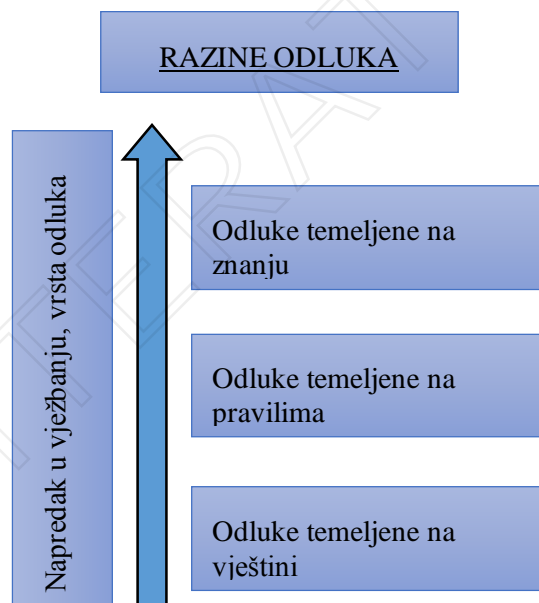 RAZINE ODLUKA
Napredak u vježbanju, vrsta odluka
Odluke temeljene na
znanju
Odluke temeljene na
pravilima
Odluke temeljene na
vještini